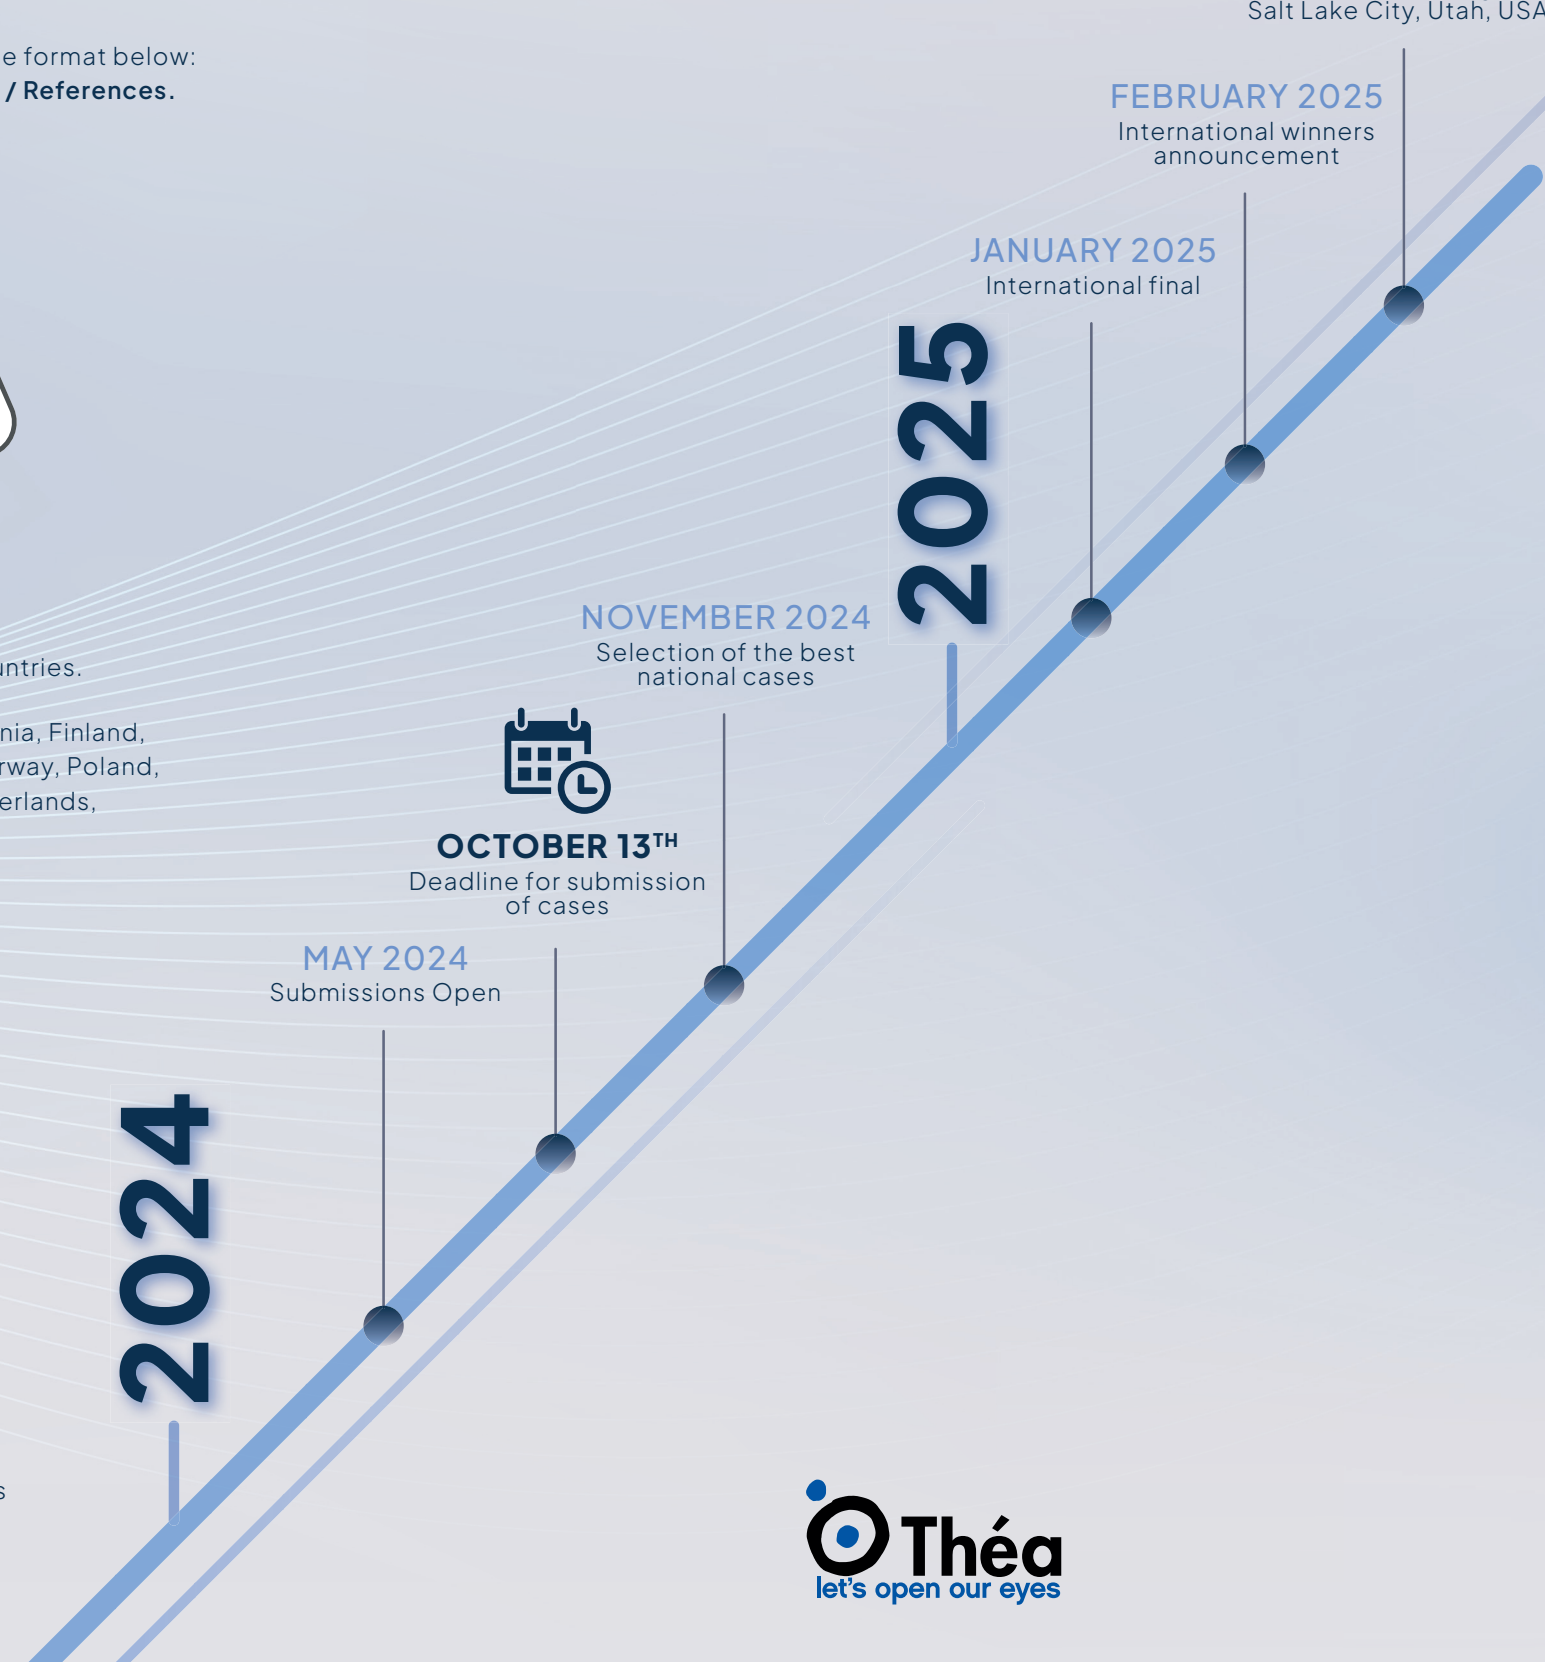 Salt Lake City, Utah, USA
e format below:
/ References.
FEBRUARY 2025
International winners
announcement
JANUARY 2025
International final
2025
NOVEMBER 2024
Selection of the best
national cases
untries.
nia, Finland,
rway, Poland,
erlands,
OCTOBER 13TH
Deadline for submission
of cases
MAY 2024
Submissions Open
2024
s
Théa
let's open our eyes